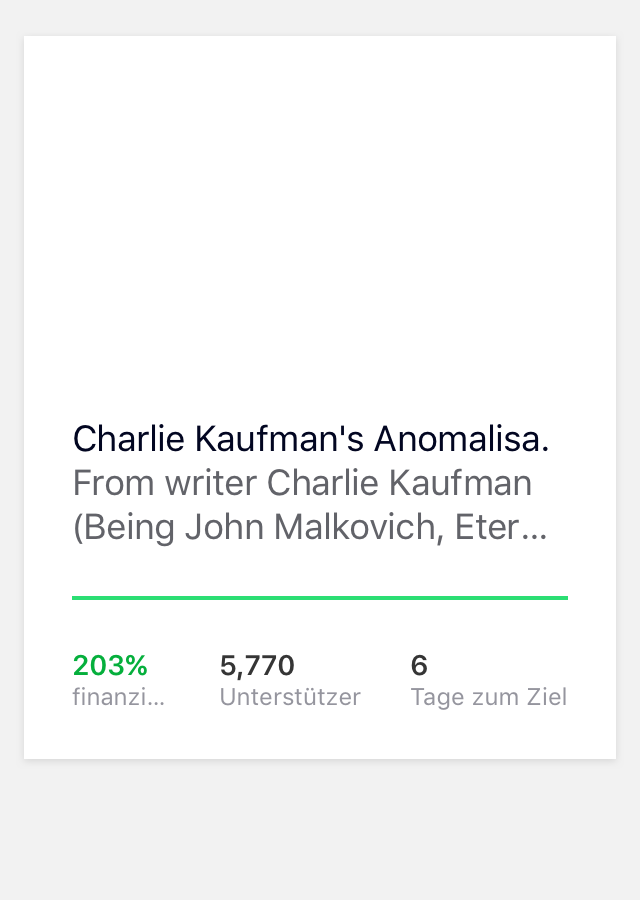 Charlie Kaufman's Anomalisa.
From writer Charlie Kaufman
(Being John Malkovich, Eter…
203%
finanzi…
5,770
Unterstützer
6
Tage zum Ziel